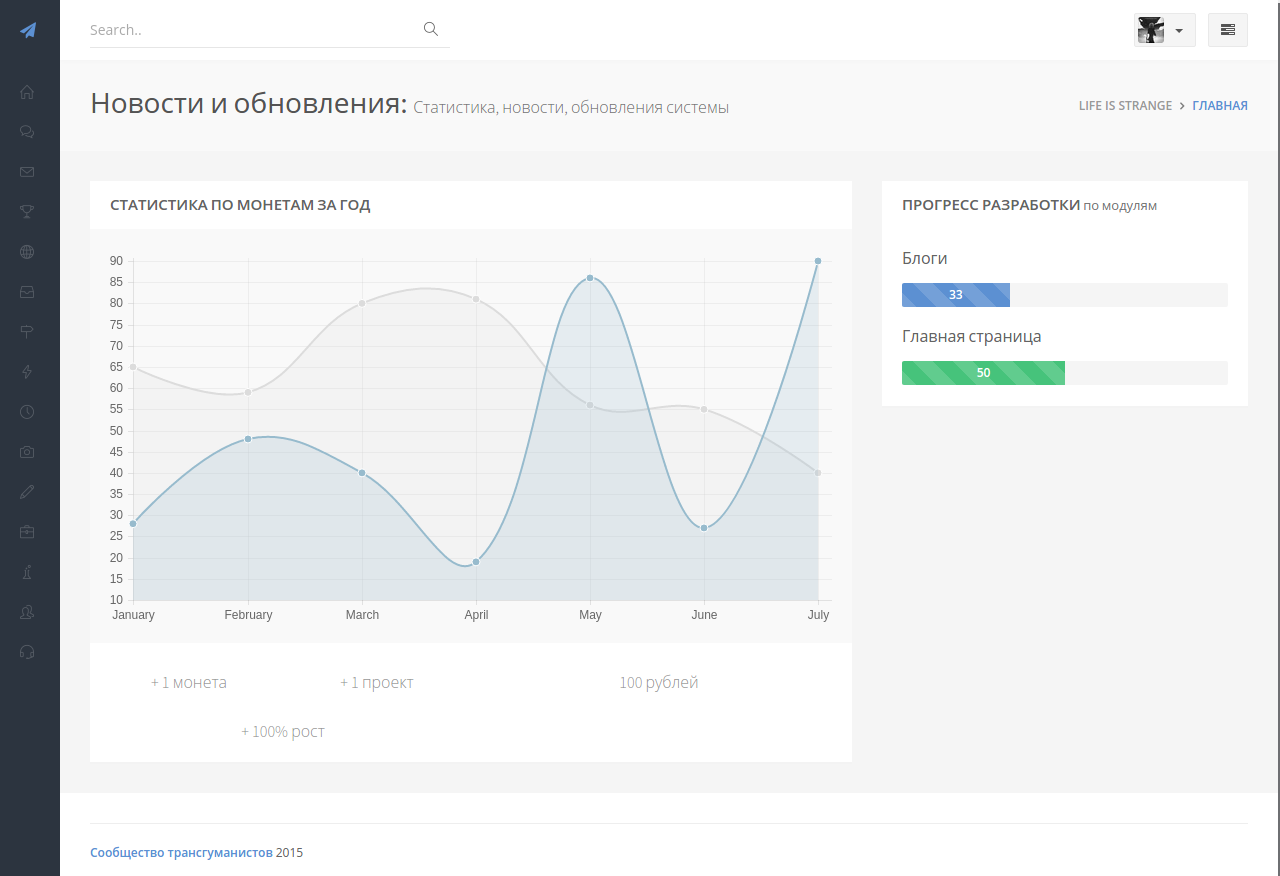 Search..
Новости и обновления: Статистика, новости, обновления системы
LIFE IS STRANGE > ГЛАВНАЯ
СТАТИСТИКА ПО МОНЕТАМ ЗА ГОД
90
85
80
75
70
65
60
55
50
45
40
35
30
25
20
15
10
January February March April May June July
+ 1 монета
+ 1 проект
100 рублей
+ 100% рост
ПРОГРЕСС РАЗРАБОТКИ по модулям
Блоги
33
Главная страница
50
Сообщество трансгуманистов 2015